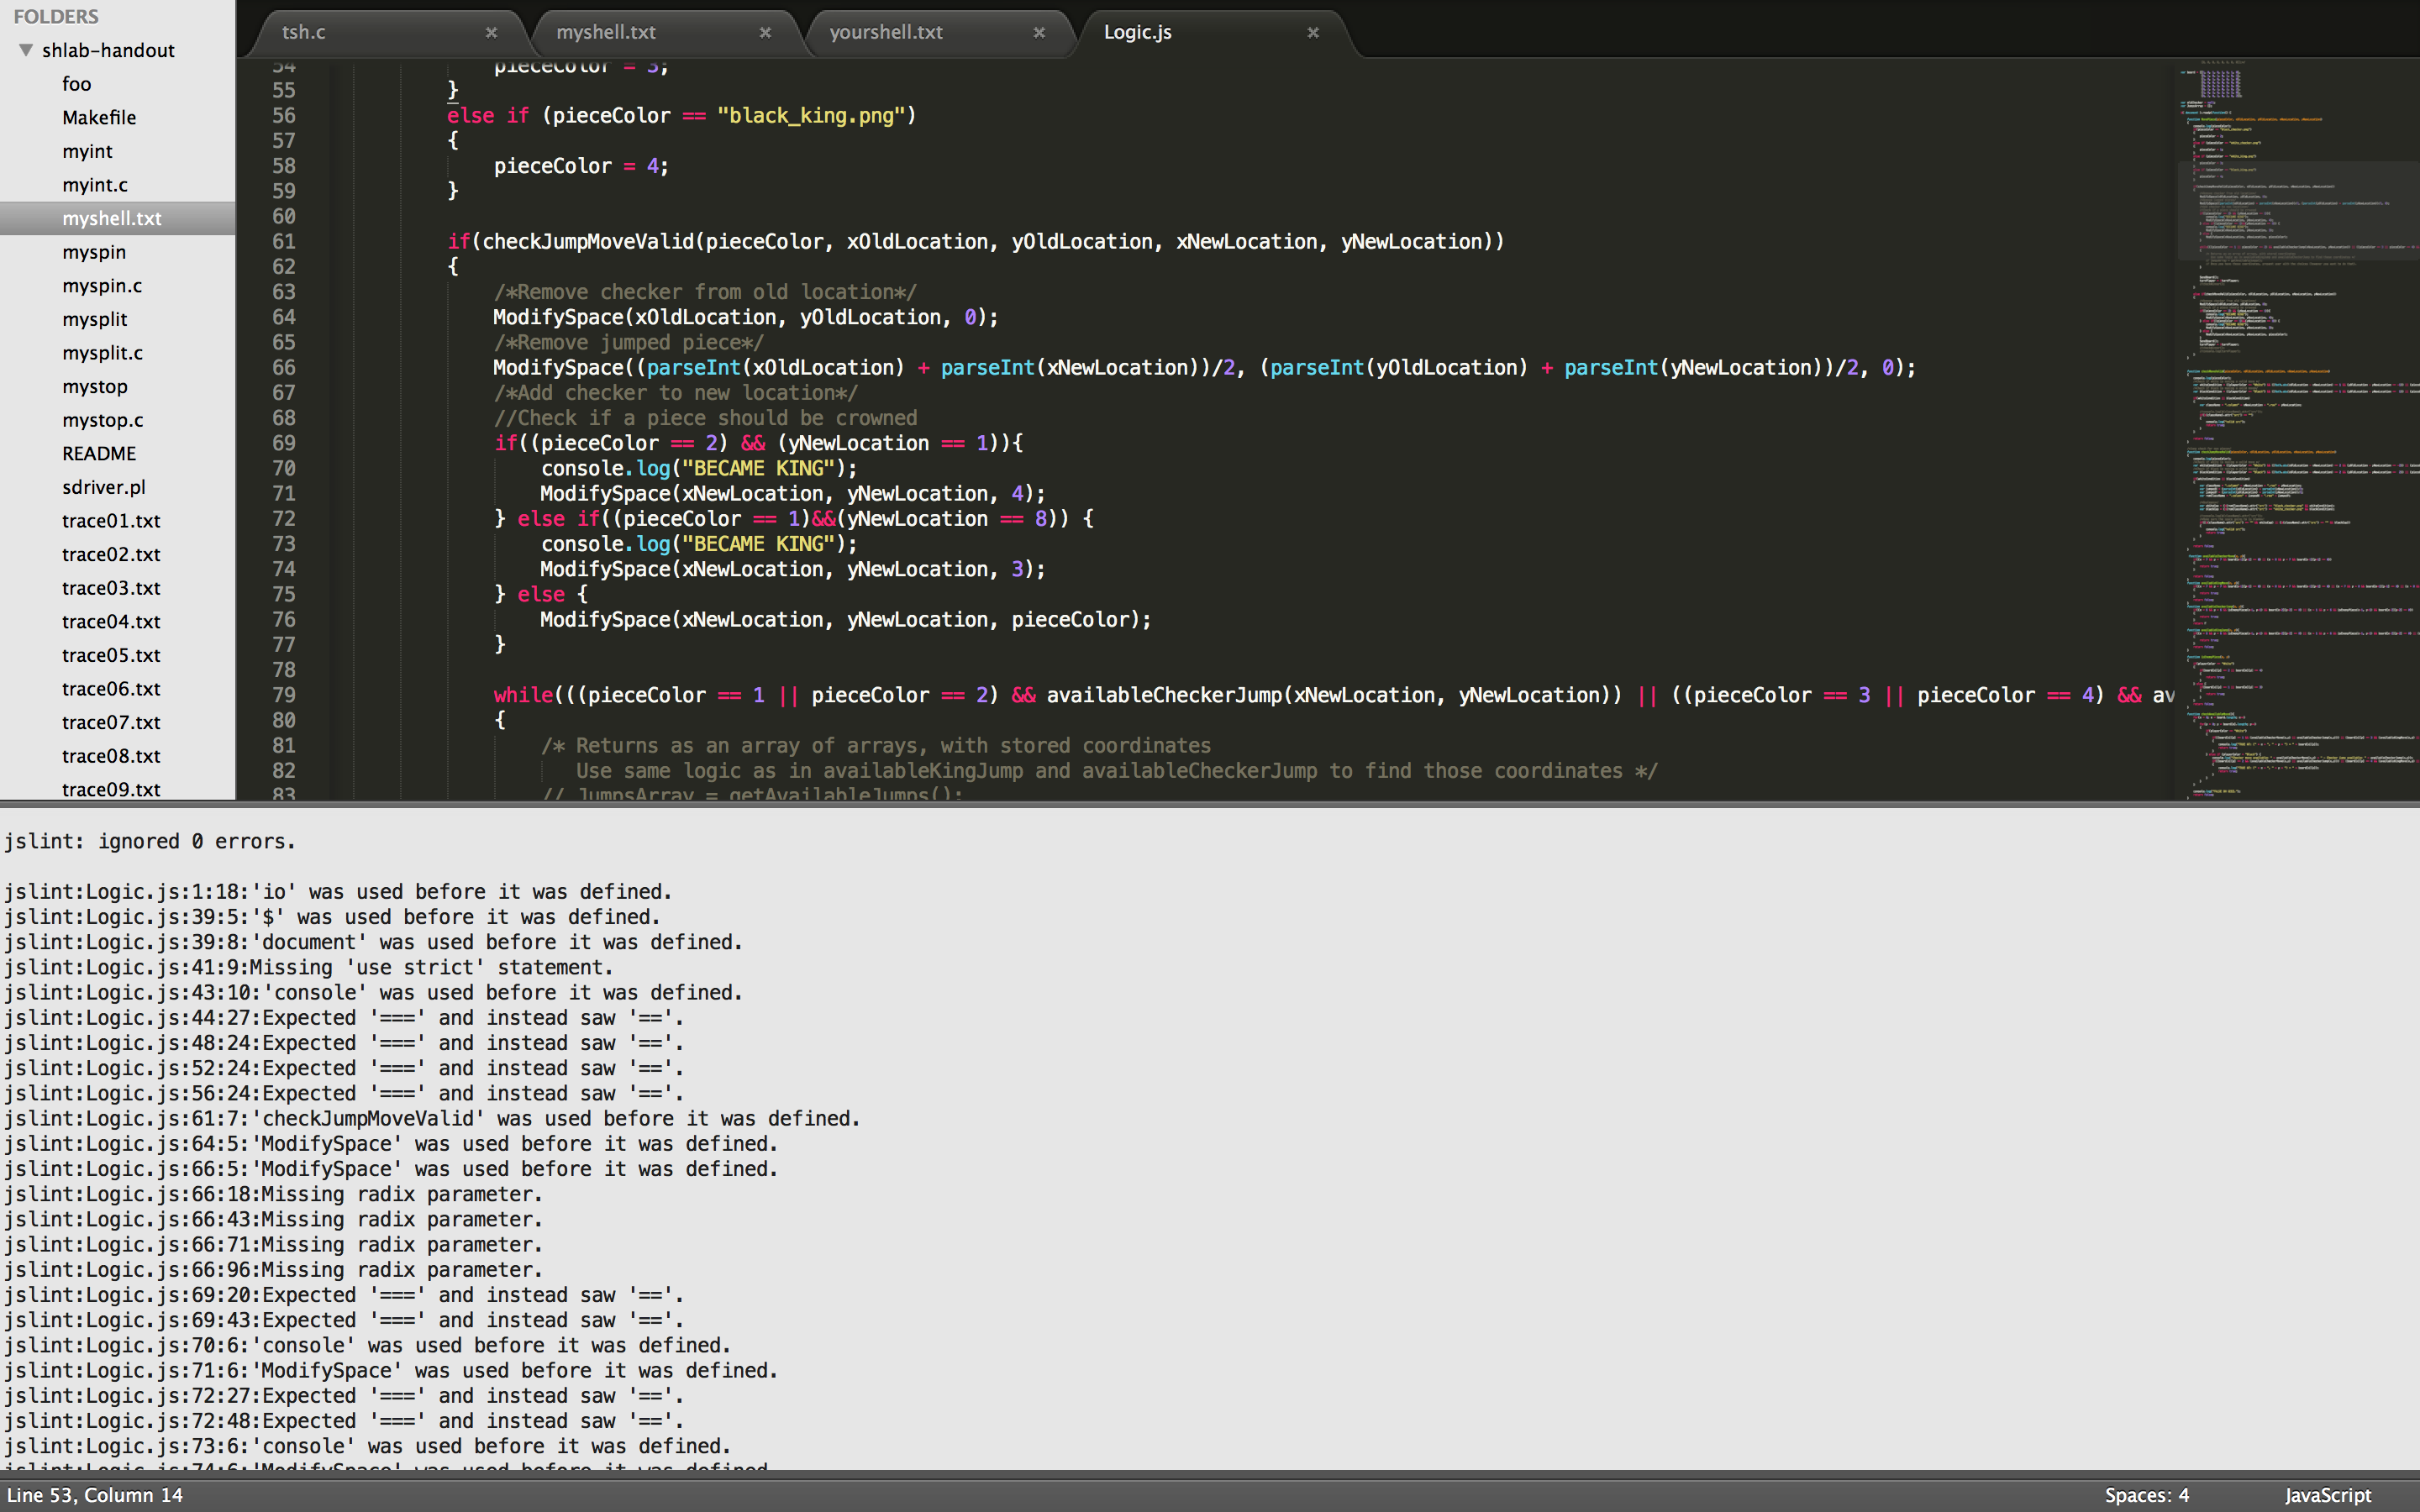 FOLDERS
shlab-handout
foo
Makefile
myint
myint.c
myshell.txt
myspin
myspin.c
mysplit
mysplit.c
mystop
mystop.c
README
sdriver.pl
trace01.txt
trace02.txt
trace03.txt
trace04.txt
trace05.txt
trace06.txt
trace07.txt
trace08.txt
trace09.txt
tsh.c × myshell.txt × yourshell.txt × Logic.js ×
54 pieceColor = 3;
55 }
56 else if (pieceColor == "black_king.png")
57 {
58 pieceColor = 4;
59 }
60
61 if(checkJumpMoveValid(pieceColor, xOldLocation, yOldLocation, xNewLocation, yNewLocation))
62 {
63 /*Remove checker from old location*/
64 ModifySpace(xOldLocation, yOldLocation, 0);
65 /*Remove jumped piece*/
66 ModifySpace((parseInt(xOldLocation) + parseInt(xNewLocation))/2, (parseInt(yOldLocation) + parseInt(yNewLocation))/2, 0);
67 /*Add checker to new location*/
68 //Check if a piece should be crowned
69 if((pieceColor == 2) && (yNewLocation == 1)){
70 console.log("BECAME KING");
71 ModifySpace(xNewLocation, yNewLocation, 4);
72 } else if((pieceColor == 1)&&(yNewLocation == 8)) {
73 console.log("BECAME KING");
74 ModifySpace(xNewLocation, yNewLocation, 3);
75 } else {
76 ModifySpace(xNewLocation, yNewLocation, pieceColor);
77 }
78
79 while(((pieceColor == 1 || pieceColor == 2) && availableCheckerJump(xNewLocation, yNewLocation)) || ((pieceColor == 3 || pieceColor == 4) && av
80 {
81 /* Returns as an array of arrays, with stored coordinates
82 Use same logic as in availableKingJump and availableCheckerJump to find those coordinates */
83 // JumpsArray = getAvailableJumps();
jslint: ignored 0 errors.
jslint:Logic.js:1:18:'io' was used before it was defined.
jslint:Logic.js:39:5:'$' was used before it was defined.
jslint:Logic.js:39:8:'document' was used before it was defined.
jslint:Logic.js:41:9:Missing 'use strict' statement.
jslint:Logic.js:43:10:'console' was used before it was defined.
jslint:Logic.js:44:27:Expected '===' and instead saw '=='.
jslint:Logic.js:48:24:Expected '===' and instead saw '=='.
jslint:Logic.js:52:24:Expected '===' and instead saw '=='.
jslint:Logic.js:56:24:Expected '===' and instead saw '=='.
jslint:Logic.js:61:7:'checkJumpMoveValid' was used before it was defined.
jslint:Logic.js:64:5:'ModifySpace' was used before it was defined.
jslint:Logic.js:66:5:'ModifySpace' was used before it was defined.
jslint:Logic.js:66:18:Missing radix parameter.
jslint:Logic.js:66:43:Missing radix parameter.
jslint:Logic.js:66:71:Missing radix parameter.
jslint:Logic.js:66:96:Missing radix parameter.
jslint:Logic.js:69:20:Expected '===' and instead saw '=='.
jslint:Logic.js:69:43:Expected '===' and instead saw '=='.
jslint:Logic.js:70:6:'console' was used before it was defined.
jslint:Logic.js:71:6:'ModifySpace' was used before it was defined.
jslint:Logic.js:72:27:Expected '===' and instead saw '=='.
jslint:Logic.js:72:48:Expected '===' and instead saw '=='.
jslint:Logic.js:73:6:'console' was used before it was defined.
jslint:Logic.js:74:6:'ModifySpace' was used before it was defined.
Line 53, Column 14 Spaces: 4 JavaScript